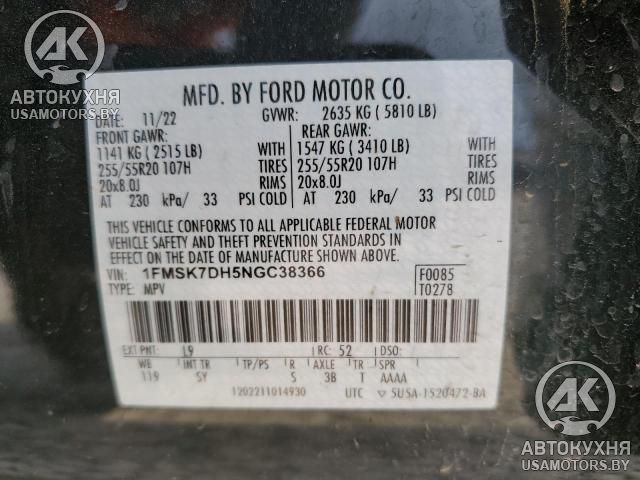 AK
АВТОКУХНЯ
USAMOTORS.BY
MFD. BY FORD MOTOR CO.
DATE: 11/22 GVWR: 2635 KG ( 5810 LB)
FRONT GAWR: REAR GAWR:
1141 KG ( 2515 LB) WITH 1547 KG ( 3410 LB) WITH
255/55R20 107H TIRES 255/55R20 107H TIRES
20x8.0J RIMS 20x8.0J RIMS
AT 230 kPa/ 33 PSI COLD AT 230 kPa/ 33 PSI COLD
THIS VEHICLE CONFORMS TO ALL APPLICABLE FEDERAL MOTOR
VEHICLE SAFETY AND THEFT PREVENTION STANDARDS IN
EFFECT ON THE DATE OF MANUFACTURE SHOWN ABOVE.
VIN: 1FMSK7DH5NGC38366 F0085
TYPE: MPV T0278
EXT PNT: L9 RC: 52 DSO:
WB INT TR TP/PS R AXLE TR SPR
119 SY S 3B T AAAA
1202211014930 UTC ▽ 5USA-1520472-BA
AK
АВТОКУХНЯ
USAMOTORS.BY